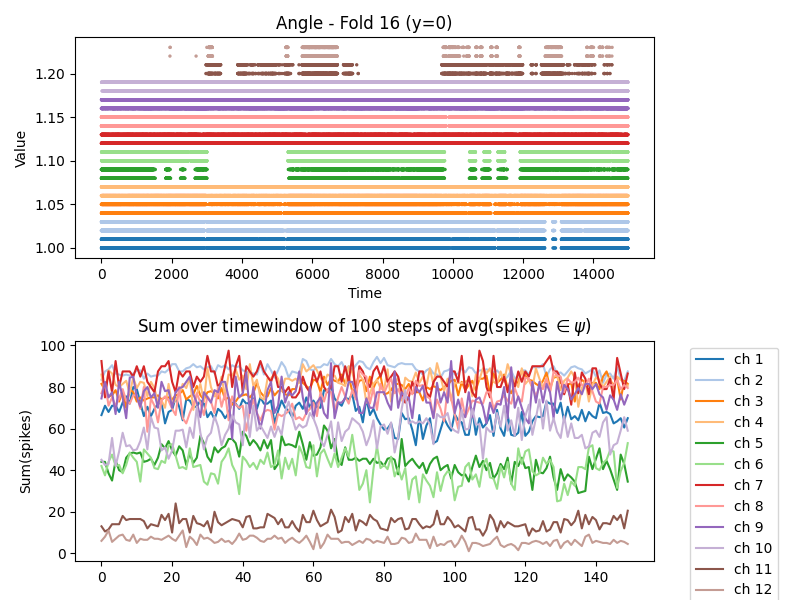 Angle - Fold 16 (y=0)
Value
1.20
1.15
1.10
1.05
1.00
0 2000 4000 6000 8000 10000 12000 14000
Time
Sum over timewindow of 100 steps of avg(spikes ∈ ψ)
Sum(spikes)
100
80
60
40
20
0
0 20 40 60 80 100 120 140
ch 1
ch 2
ch 3
ch 4
ch 5
ch 6
ch 7
ch 8
ch 9
ch 10
ch 11
ch 12